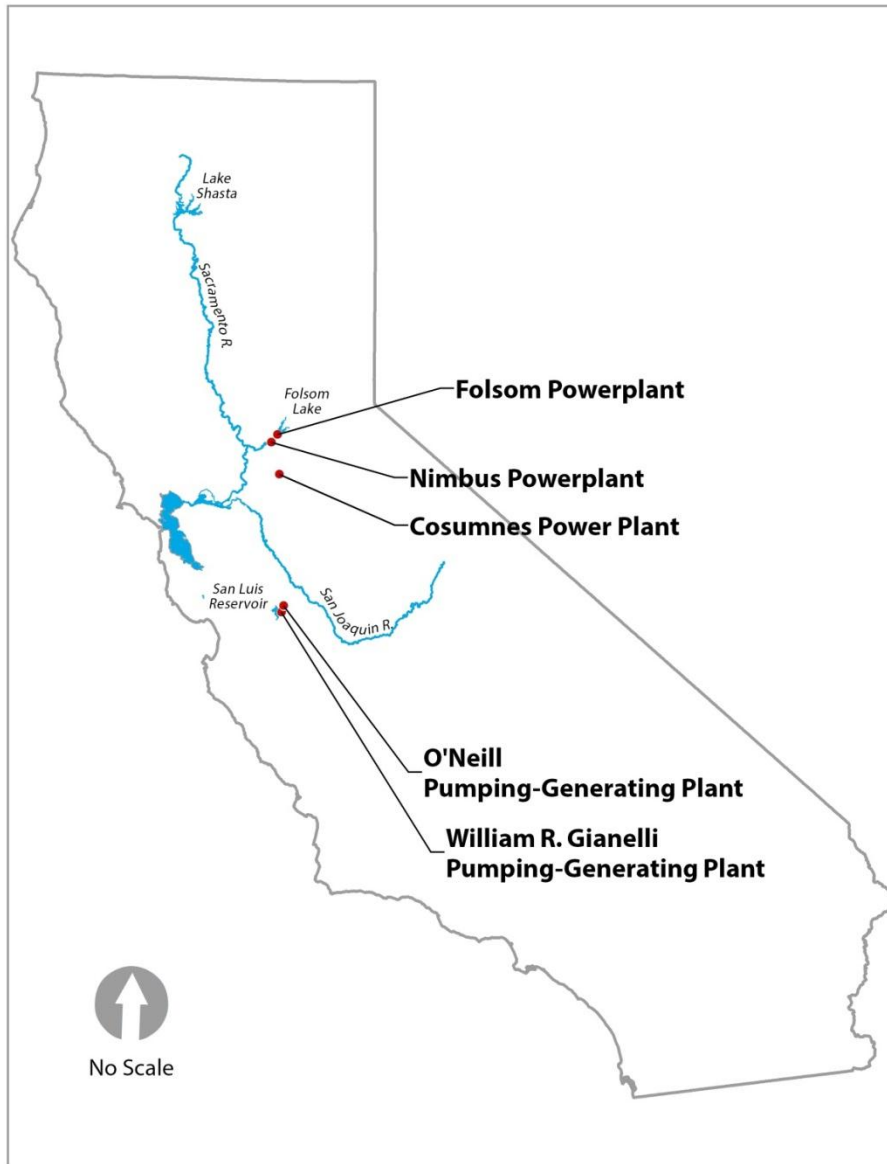 Lake
Shasta
Sacramento R.
Folsom
Lake
Folsom Powerplant
Nimbus Powerplant
Cosumnes Power Plant
San Luis
Reservoir
San Joaquin R.
O'Neill
Pumping-Generating Plant
William R. Gianelli
Pumping-Generating Plant
No Scale